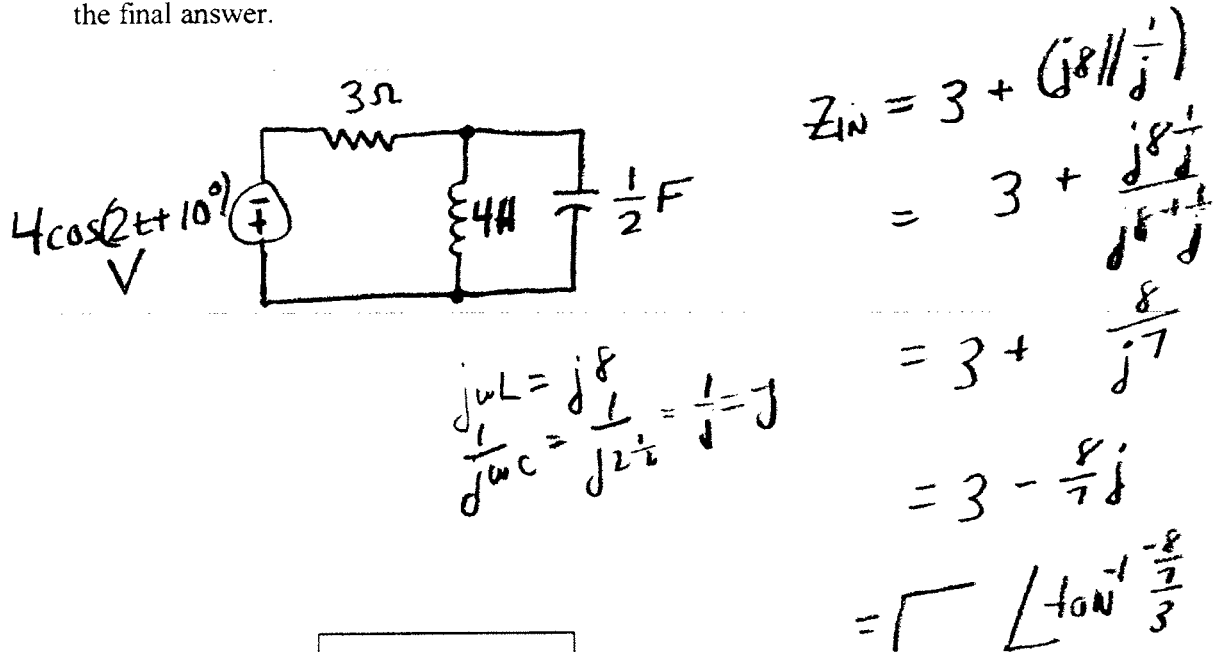 the final answer.
3Ω
4cos(2t+10°)
V
4H
1/2 F
jωL = j8
1/jωC = 1/j2 1/2 = 1/j = J
Z_IN = 3 + (j8 || 1/j)
= 3 + j8 1/j / j8 + 1/j
= 3 + 8/j7
= 3 - 8/7 j
= √ ∠tan⁻¹ -8/7 / 3